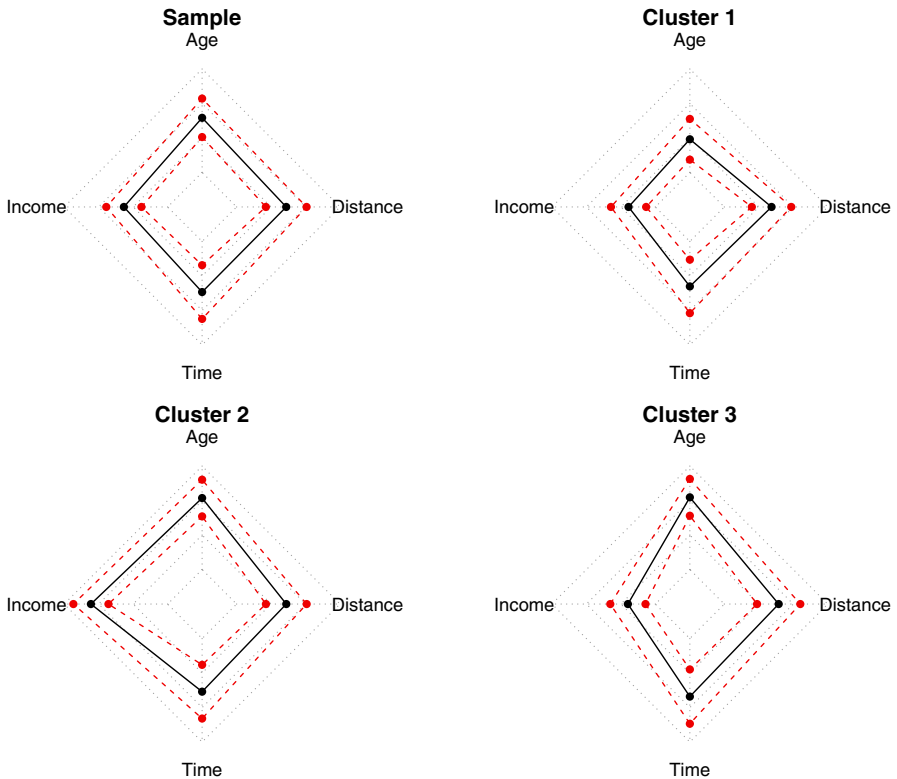 Sample
Age
Income
Distance
Time
Cluster 1
Age
Income
Distance
Time
Cluster 2
Age
Income
Distance
Time
Cluster 3
Age
Income
Distance
Time